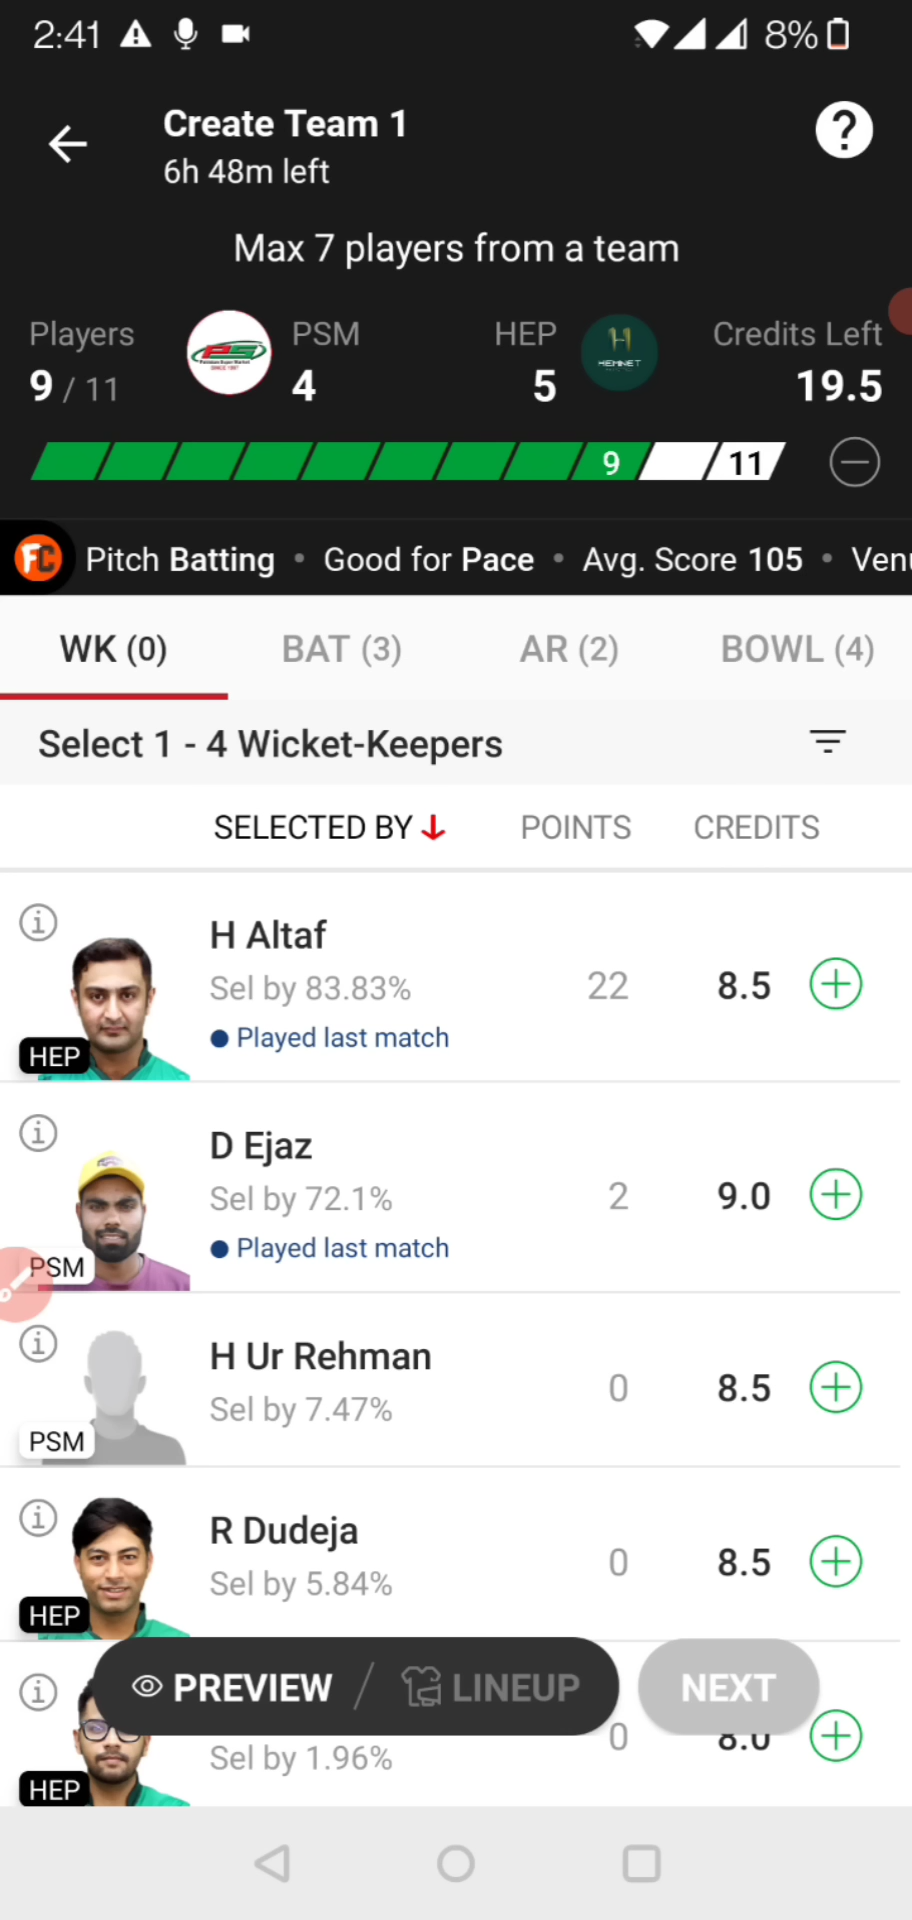 2:41 8%
Create Team 1
6h 48m left
Max 7 players from a team
Players PSM HEP Credits Left
9 / 11 4 5 19.5
9 11
FC Pitch Batting • Good for Pace • Avg. Score 105 • Venu
WK (0) BAT (3) AR (2) BOWL (4)
Select 1 - 4 Wicket-Keepers
SELECTED BY POINTS CREDITS
H Altaf
Sel by 83.83% 22 8.5
HEP Played last match
D Ejaz
Sel by 72.1% 2 9.0
PSM Played last match
H Ur Rehman
Sel by 7.47% 0 8.5
PSM
R Dudeja
Sel by 5.84% 0 8.5
HEP
PREVIEW / LINEUP NEXT
Sel by 1.96% 0 8.0
HEP